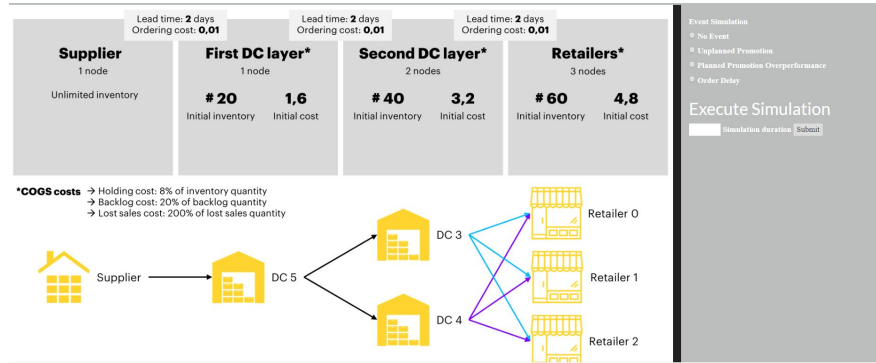 Lead time: 2 days
Ordering cost: 0,01
Lead time: 2 days
Ordering cost: 0,01
Lead time: 2 days
Ordering cost: 0,01
Supplier
1 node
Unlimited inventory
First DC layer*
1 node
# 20
1,6
Initial inventory
Initial cost
Second DC layer*
2 nodes
# 40
3,2
Initial inventory
Initial cost
Retailers*
3 nodes
# 60
4,8
Initial inventory
Initial cost
*COGS costs → Holding cost: 8% of inventory quantity
→ Backlog cost: 20% of backlog quantity
→ Lost sales cost: 200% of lost sales quantity
Supplier
DC 5
DC 3
DC 4
Retailer 0
Retailer 1
Retailer 2
Event Simulation
No Event
Unplanned Promotion
Planned Promotion Overperformance
Order Delay
Execute Simulation
Simulation duration Submit